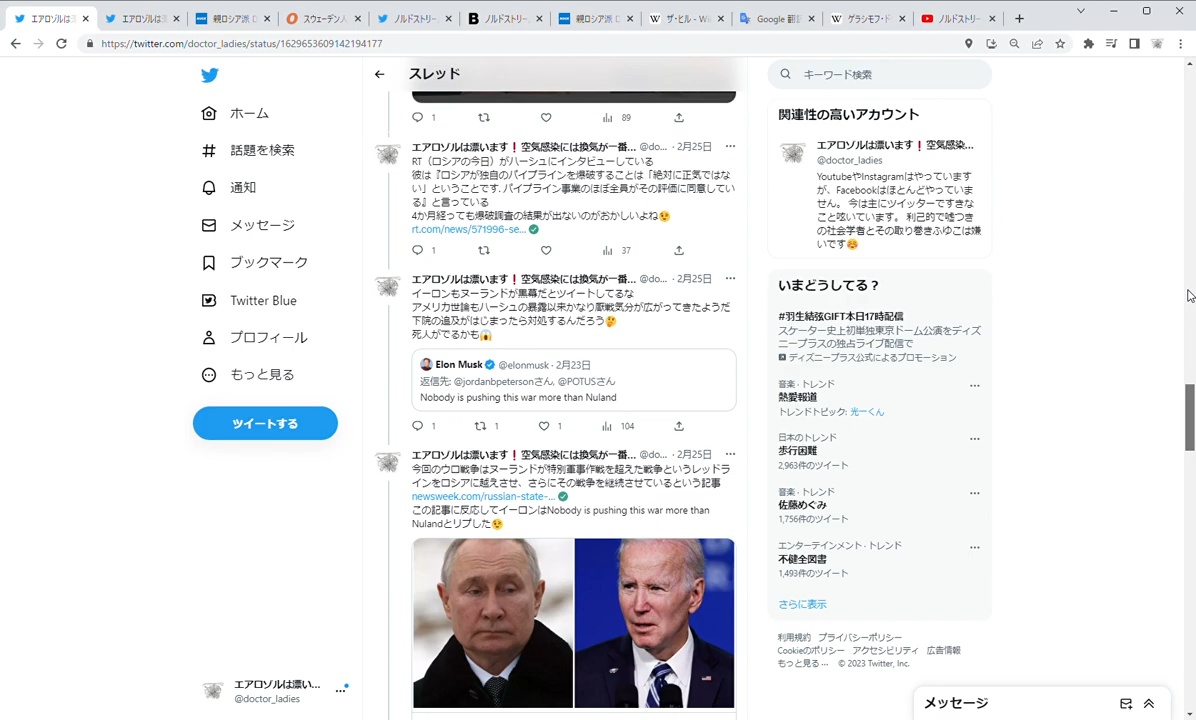 エアロゾルは
エアロゾルは
親ロシア派
スウェーデン人
ノルドストリー
ノルドストリー
親ロシア派
ザ・ヒル - Wi
Google 翻訳
ゲラシモフ・ド
ノルドストリー
https://twitter.com/doctor_ladies/status/1629653609142194177
ホーム
話題を検索
通知
メッセージ
ブックマーク
Twitter Blue
プロフィール
もっと見る
ツイートする
エアロゾルは漂い...
@doctor_ladies
スレッド
1
89
エアロゾルは漂います❗空気感染には換気が一番... @do... · 2月25日
RT（ロシアの今日）がハーシュにインタビューしている
彼は『ロシアが独自のパイプラインを爆破することは「絶対に正気ではな
い」ということです. パイプライン事業のほぼ全員がその評価に同意してい
る』と言っている
4か月経っても爆破調査の結果が出ないのがおかしいよね😉
rt.com/news/571996-se...
1
37
エアロゾルは漂います❗空気感染には換気が一番... @do... · 2月25日
イーロンもヌーランドが黒幕だとツイートしてるな
アメリカ世論もハーシュの暴露以来かなり厭戦気分が広がってきたようだ
下院の追及がはじまったら対処するんだろう🤔
死人がでるかも😱
Elon Musk @elonmusk · 2月23日
返信先: @jordanbpetersonさん, @POTUSさん
Nobody is pushing this war more than Nuland
1
1
1
104
エアロゾルは漂います❗空気感染には換気が一番... @do... · 2月25日
今回のウロ戦争はヌーランドが特別軍事作戦を超えた戦争というレッドラ
インをロシアに越えさせ、さらにその戦争を継続させているという記事
newsweek.com/russian-state-...
この記事に反応してイーロンはNobody is pushing this war more than
Nulandとリプした😉
キーワード検索
関連性の高いアカウント
エアロゾルは漂います❗空気感染...
@doctor_ladies
YoutubeやInstagramはやっています
が、Facebookはほとんどやっていま
せん。 今は主にツイッターですきな
こと呟いています。 利己的で嘘つき
の社会学者とその取り巻きふゆこは嫌
いです☺️
いまどうしてる？
#羽生結弦GIFT本日17時配信
スケーター史上初単独東京ドーム公演をディズ
ニープラスの独占ライブ配信で
ディズニープラス公式によるプロモーション
音楽 · トレンド
熱愛報道
トレンドトピック: 光一くん
日本のトレンド
歩行困難
2,963件のツイート
音楽 · トレンド
佐藤めぐみ
1,756件のツイート
エンターテインメント · トレンド
不健全図書
1,493件のツイート
さらに表示
利用規約 プライバシーポリシー
Cookieのポリシー アクセシビリティ 広告情報
もっと見る... © 2023 Twitter, Inc.
メッセージ